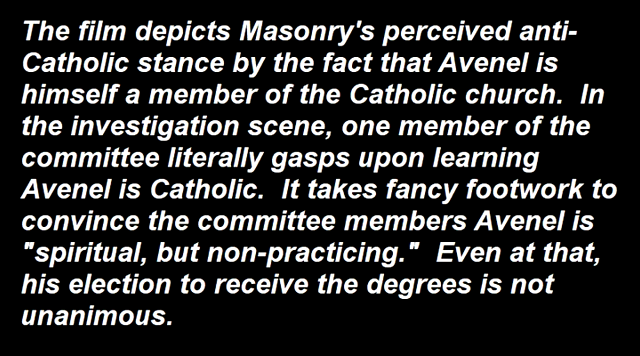 The film depicts Masonry's perceived anti-
Catholic stance by the fact that Avenel is
himself a member of the Catholic church.  In
the investigation scene, one member of the
committee literally gasps upon learning
Avenel is Catholic.  It takes fancy footwork to
convince the committee members Avenel is
"spiritual, but non-practicing."  Even at that,
his election to receive the degrees is not
unanimous.